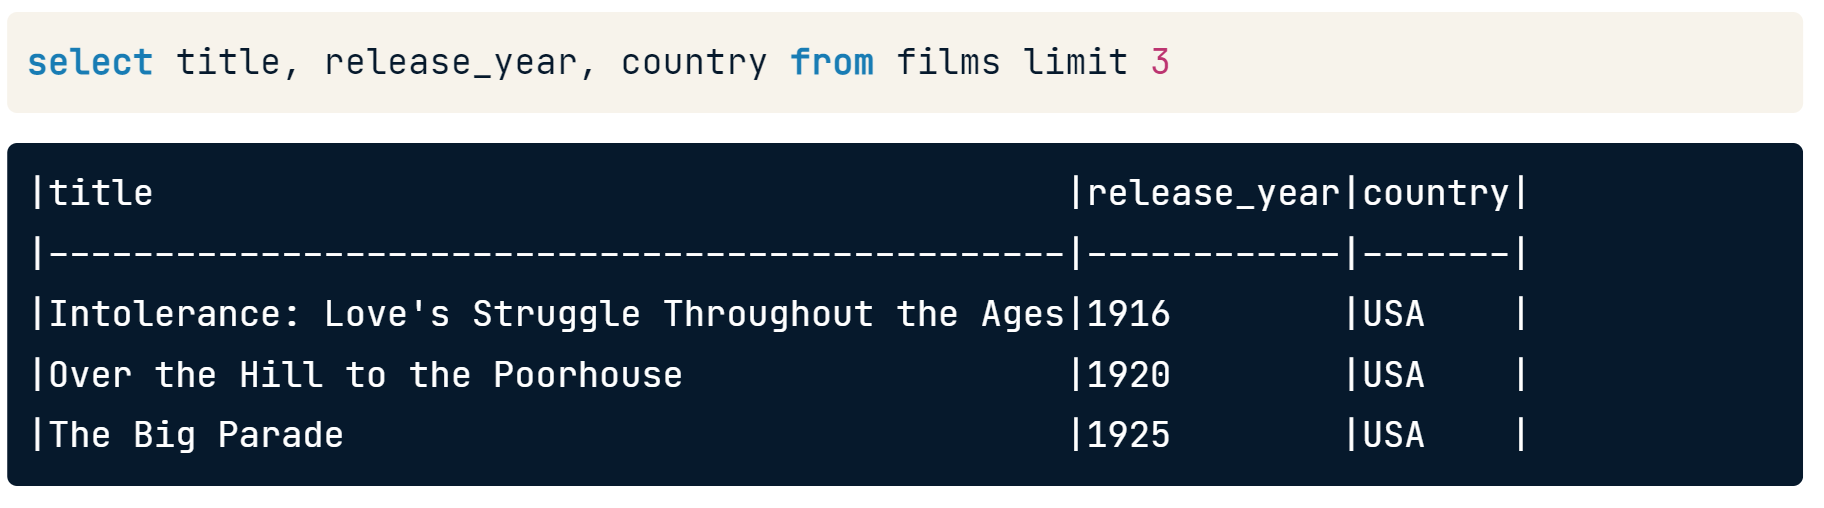 select title, release_year, country from films limit 3
|title                                           |release_year|country|
|------------------------------------------------|------------|-------|
|Intolerance: Love's Struggle Throughout the Ages|1916        |USA    |
|Over the Hill to the Poorhouse                  |1920        |USA    |
|The Big Parade                                  |1925        |USA    |